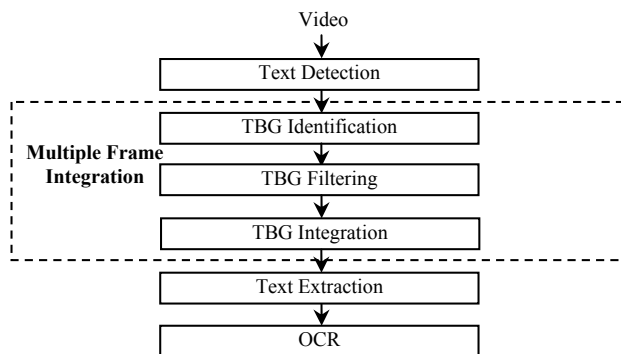 Video
Text Detection
TBG Identification
Multiple Frame
Integration
TBG Filtering
TBG Integration
Text Extraction
OCR